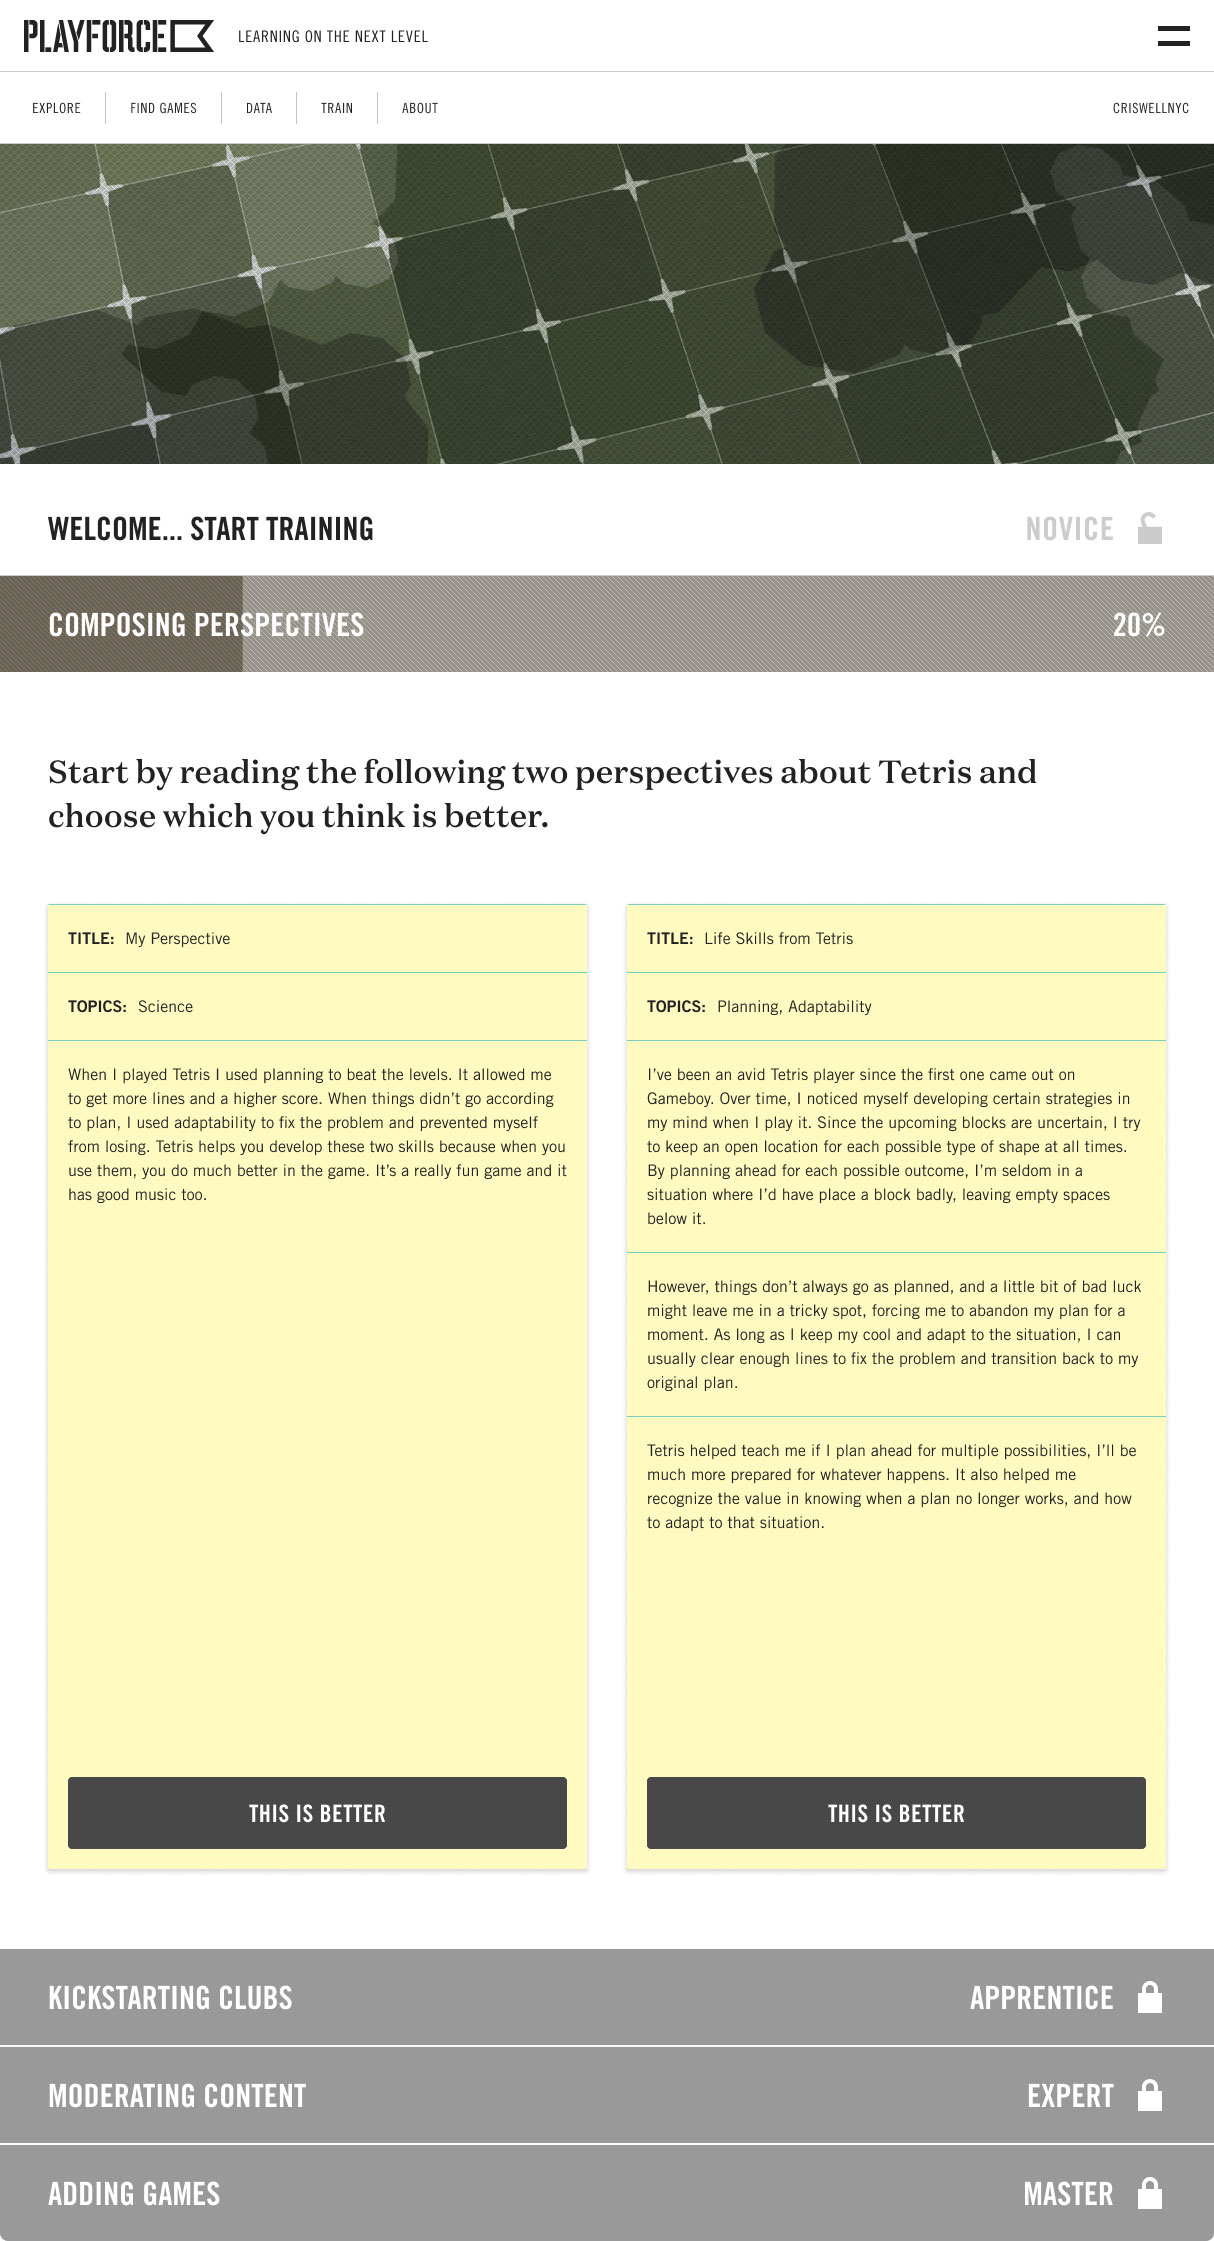 PLAYFORCE
LEARNING ON THE NEXT LEVEL
EXPLORE
FIND GAMES
DATA
TRAIN
ABOUT
CRISWELLNYC
WELCOME... START TRAINING
NOVICE
COMPOSING PERSPECTIVES
20%
Start by reading the following two perspectives about Tetris and
choose which you think is better.
TITLE: My Perspective
TOPICS: Science
When I played Tetris I used planning to beat the levels. It allowed me
to get more lines and a higher score. When things didn't go according
to plan, I used adaptability to fix the problem and prevented myself
from losing. Tetris helps you develop these two skills because when you
use them, you do much better in the game. It's a really fun game and it
has good music too.
THIS IS BETTER
TITLE: Life Skills from Tetris
TOPICS: Planning, Adaptability
I've been an avid Tetris player since the first one came out on
Gameboy. Over time, I noticed myself developing certain strategies in
my mind when I play it. Since the upcoming blocks are uncertain, I try
to keep an open location for each possible type of shape at all times.
By planning ahead for each possible outcome, I'm seldom in a
situation where I'd have place a block badly, leaving empty spaces
below it.
However, things don't always go as planned, and a little bit of bad luck
might leave me in a tricky spot, forcing me to abandon my plan for a
moment. As long as I keep my cool and adapt to the situation, I can
usually clear enough lines to fix the problem and transition back to my
original plan.
Tetris helped teach me if I plan ahead for multiple possibilities, I'll be
much more prepared for whatever happens. It also helped me
recognize the value in knowing when a plan no longer works, and how
to adapt to that situation.
THIS IS BETTER
KICKSTARTING CLUBS
APPRENTICE
MODERATING CONTENT
EXPERT
ADDING GAMES
MASTER